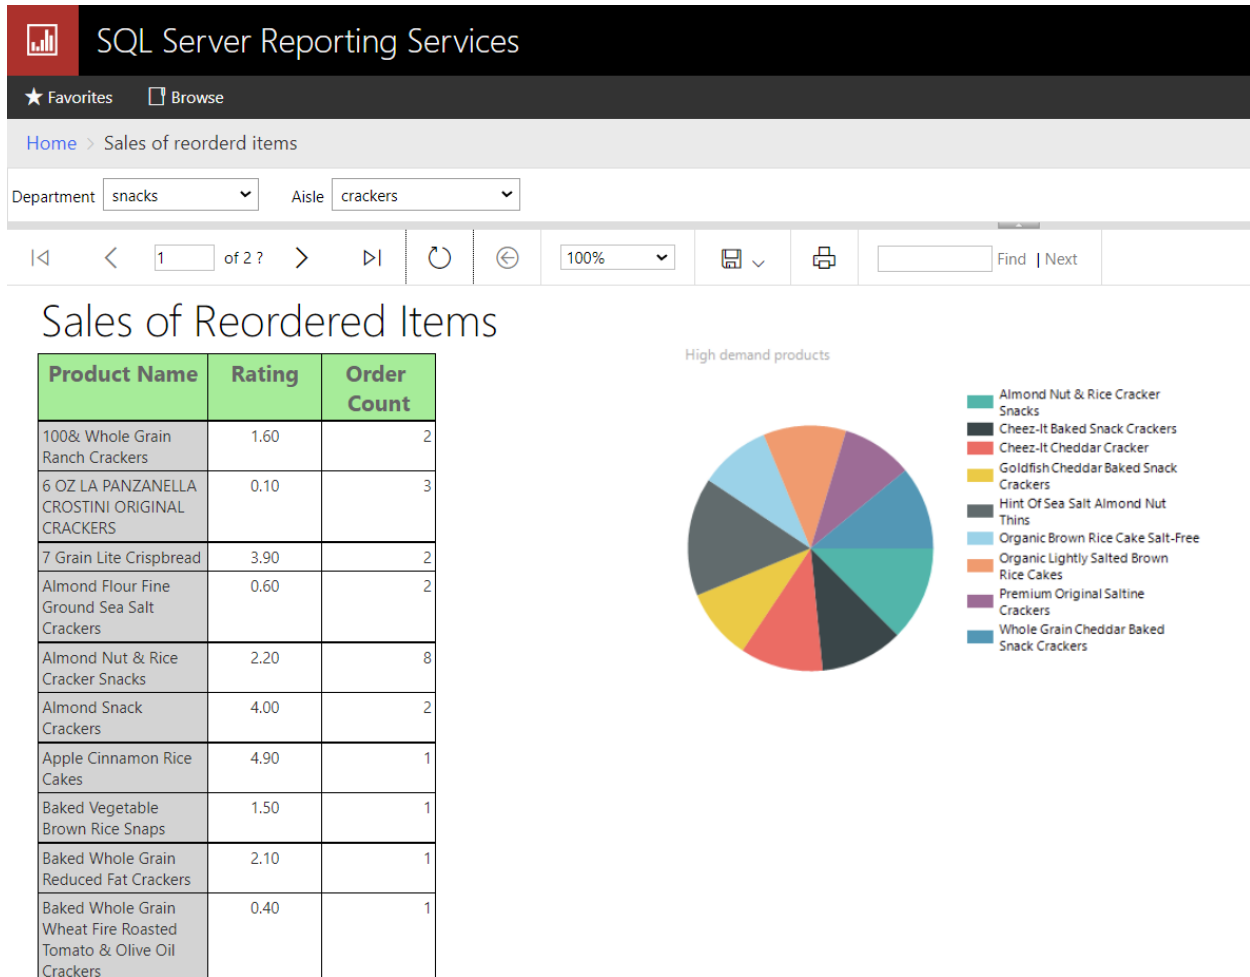 SQL Server Reporting Services
Favorites Browse
Home > Sales of reorderd items
Department snacks Aisle crackers
1 of 2 ? 100% Find | Next
Sales of Reordered Items
Product Name Rating Order
Count
100& Whole Grain 1.60 2
Ranch Crackers
6 OZ LA PANZANELLA 0.10 3
CROSTINI ORIGINAL
CRACKERS
7 Grain Lite Crispbread 3.90 2
Almond Flour Fine 0.60 2
Ground Sea Salt
Crackers
Almond Nut & Rice 2.20 8
Cracker Snacks
Almond Snack 4.00 2
Crackers
Apple Cinnamon Rice 4.90 1
Cakes
Baked Vegetable 1.50 1
Brown Rice Snaps
Baked Whole Grain 2.10 1
Reduced Fat Crackers
Baked Whole Grain 0.40 1
Wheat Fire Roasted
Tomato & Olive Oil
Crackers
High demand products
Almond Nut & Rice Cracker
Snacks
Cheez-It Baked Snack Crackers
Cheez-It Cheddar Cracker
Goldfish Cheddar Baked Snack
Crackers
Hint Of Sea Salt Almond Nut
Thins
Organic Brown Rice Cake Salt-Free
Organic Lightly Salted Brown
Rice Cakes
Premium Original Saltine
Crackers
Whole Grain Cheddar Baked
Snack Crackers